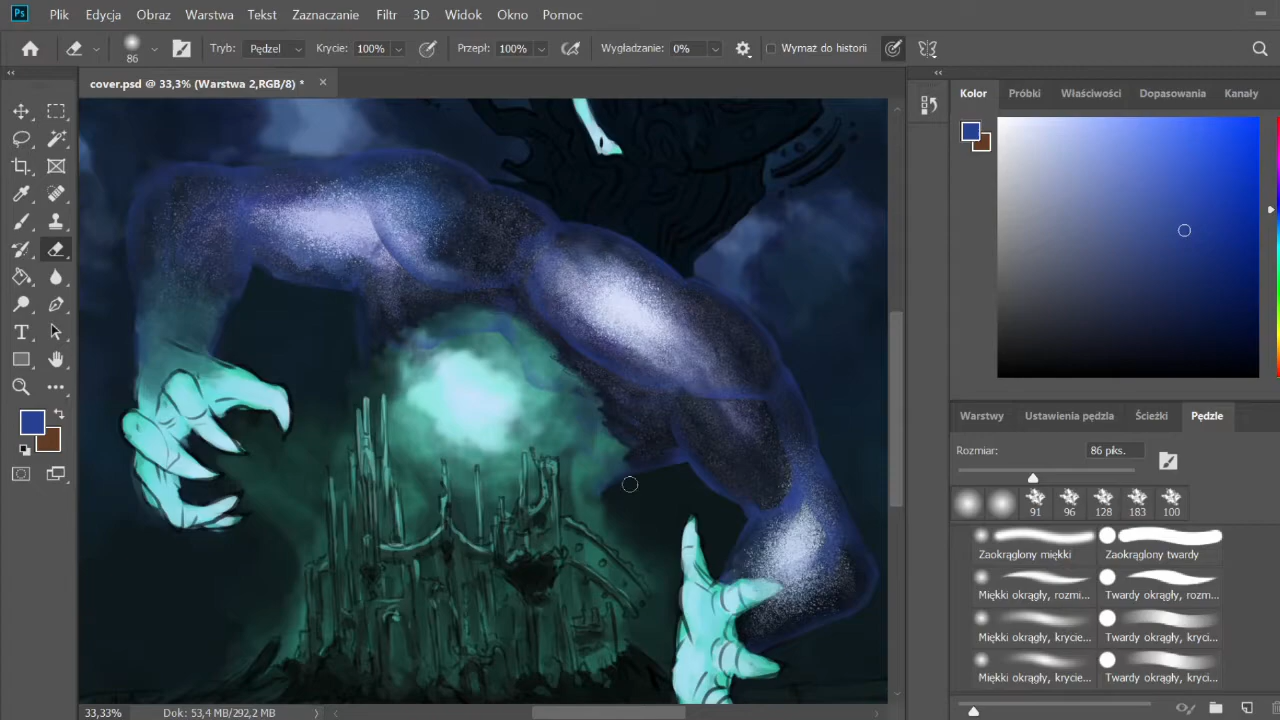 Ps Plik Edycja Obraz Warstwa Tekst Zaznaczanie Filtr 3D Widok Okno Pomoc
86 Tryb: Pędzel Krycie: 100% Przepł: 100% Wygładzanie: 0% Wymaż do historii
cover.psd @ 33,3% (Warstwa 2,RGB/8) *
Kolor Próbki Właściwości Dopasowania Kanały
Warstwy Ustawienia pędzla Ścieżki Pędzle
Rozmiar: 86 piks.
91 96 128 183 100
Zaokrąglony miękki Zaokrąglony twardy
Miękki okrągły, rozmi... Twardy okrągły, rozm...
Miękki okrągły, krycie... Twardy okrągły, kryci...
Miękki okrągły, krycie... Twardy okrągły, kryci...
33,33% Dok: 53,4 MB/292,2 MB